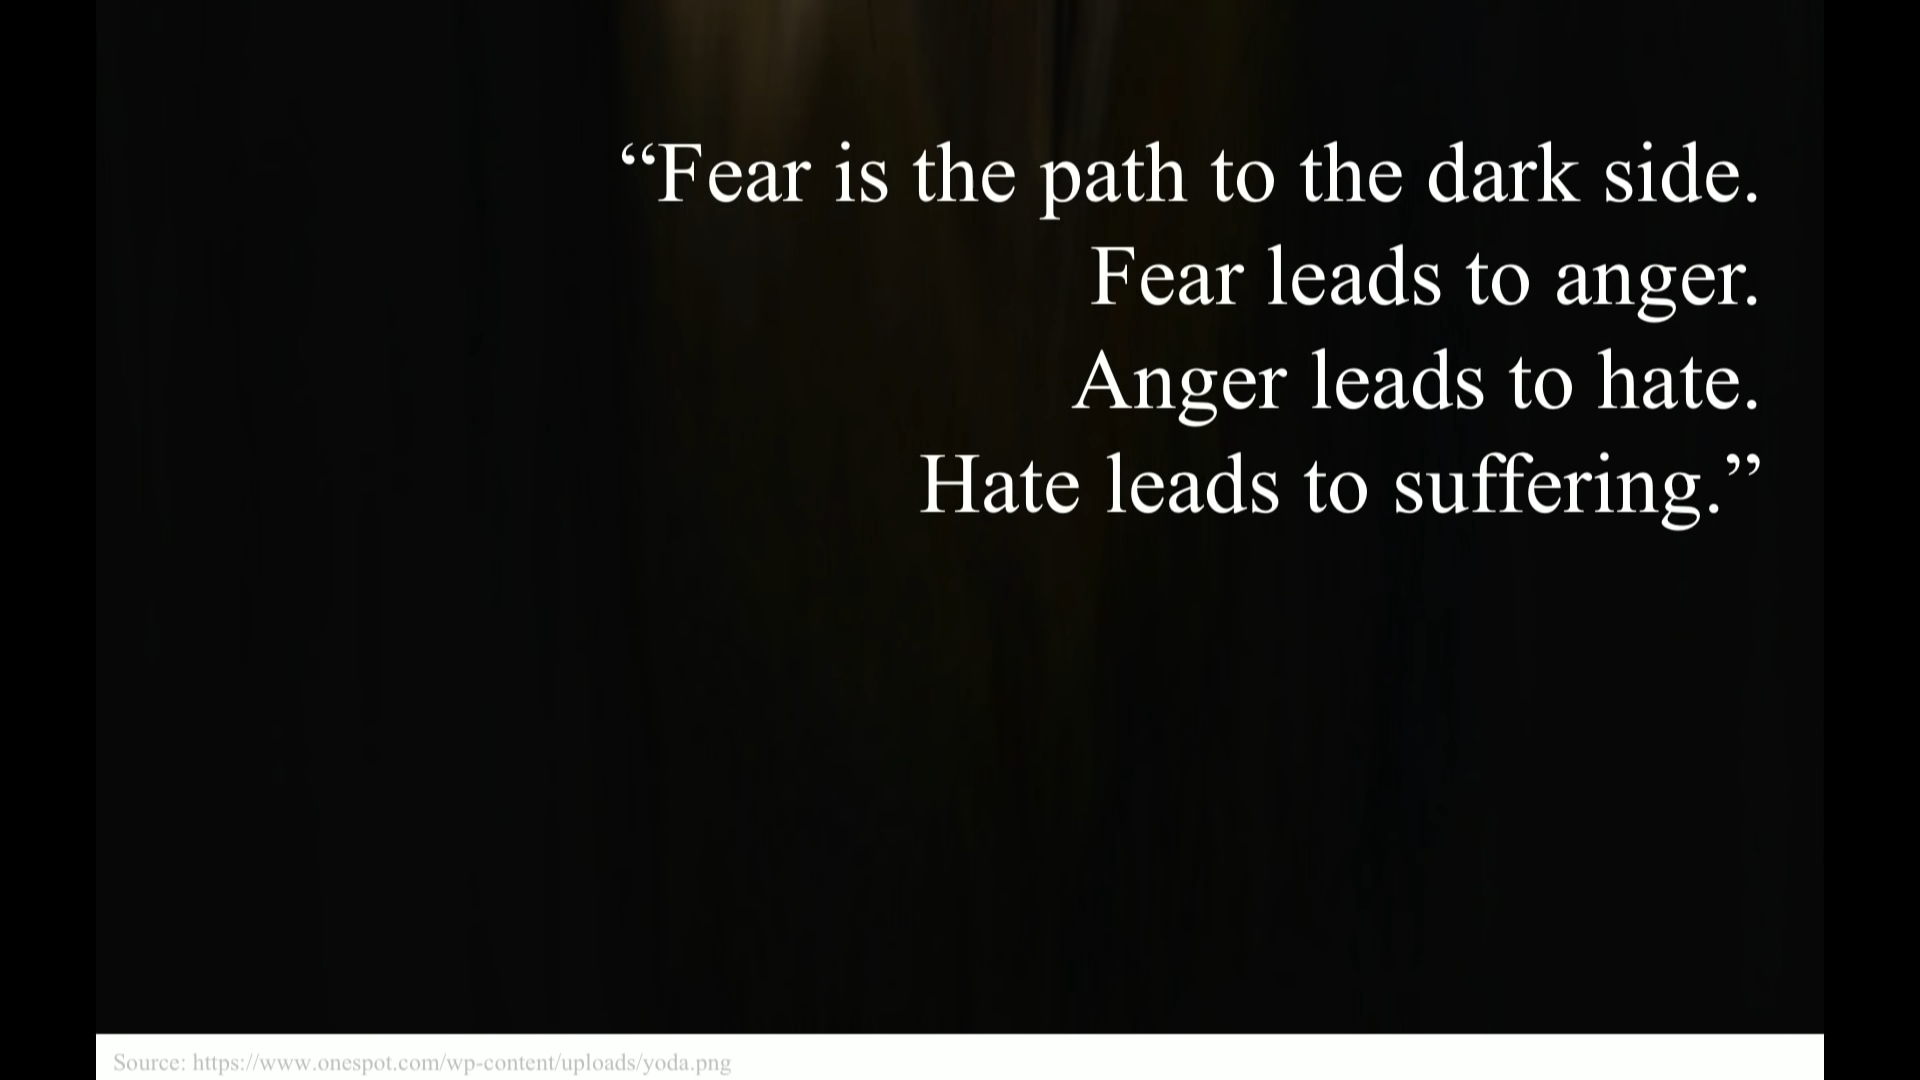 “Fear is the path to the dark side.
Fear leads to anger.
Anger leads to hate.
Hate leads to suffering.”
Source: https://www.onespot.com/wp-content/uploads/yoda.png